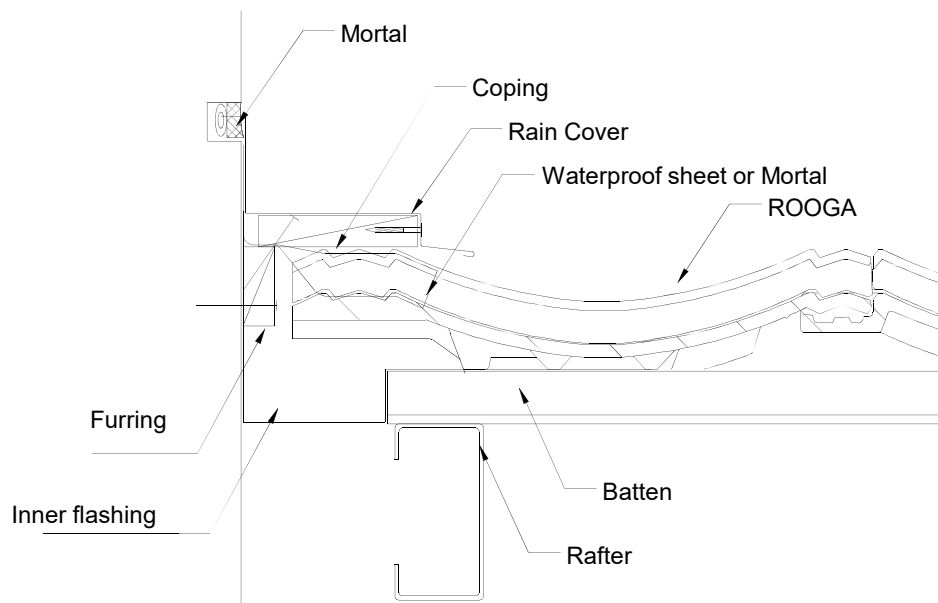 Mortal
Coping
Rain Cover
Waterproof sheet or Mortal
ROOGA
Furring
Inner flashing
Batten
Rafter